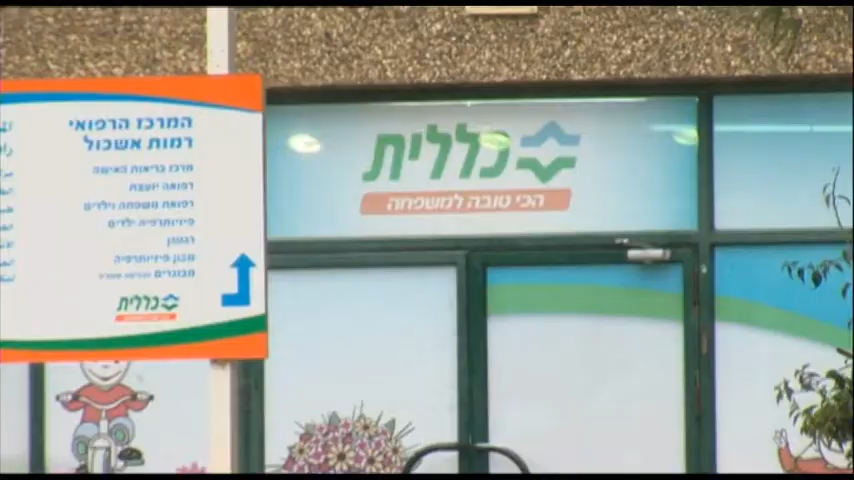 המרכז הרפואי
רמות אשכול
מרכז בריאות האישה
רפואה יועצת
רפואת משפחה וילדים
פיזיותרפיה ילדים
רנטגן
מכון פיזיותרפיה
מבוגרים
כללית
כללית
הכי טובה למשפחה